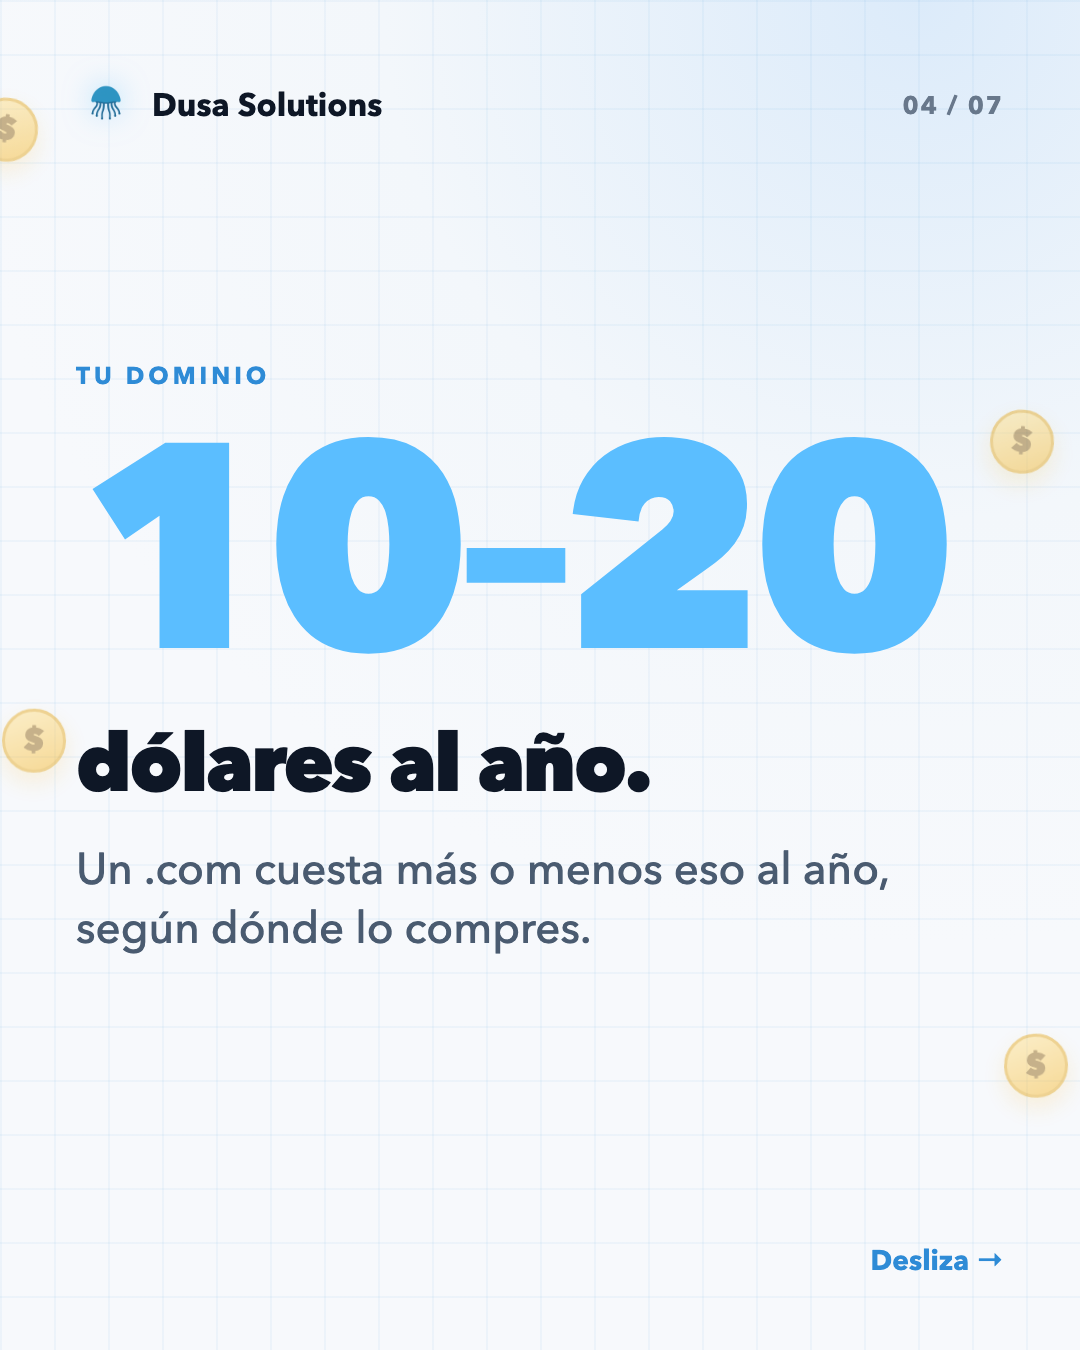 Dusa Solutions
04 / 07
$
TU DOMINIO
10–20
$
$
dólares al año.
Un .com cuesta más o menos eso al año,
según dónde lo compres.
$
Desliza →